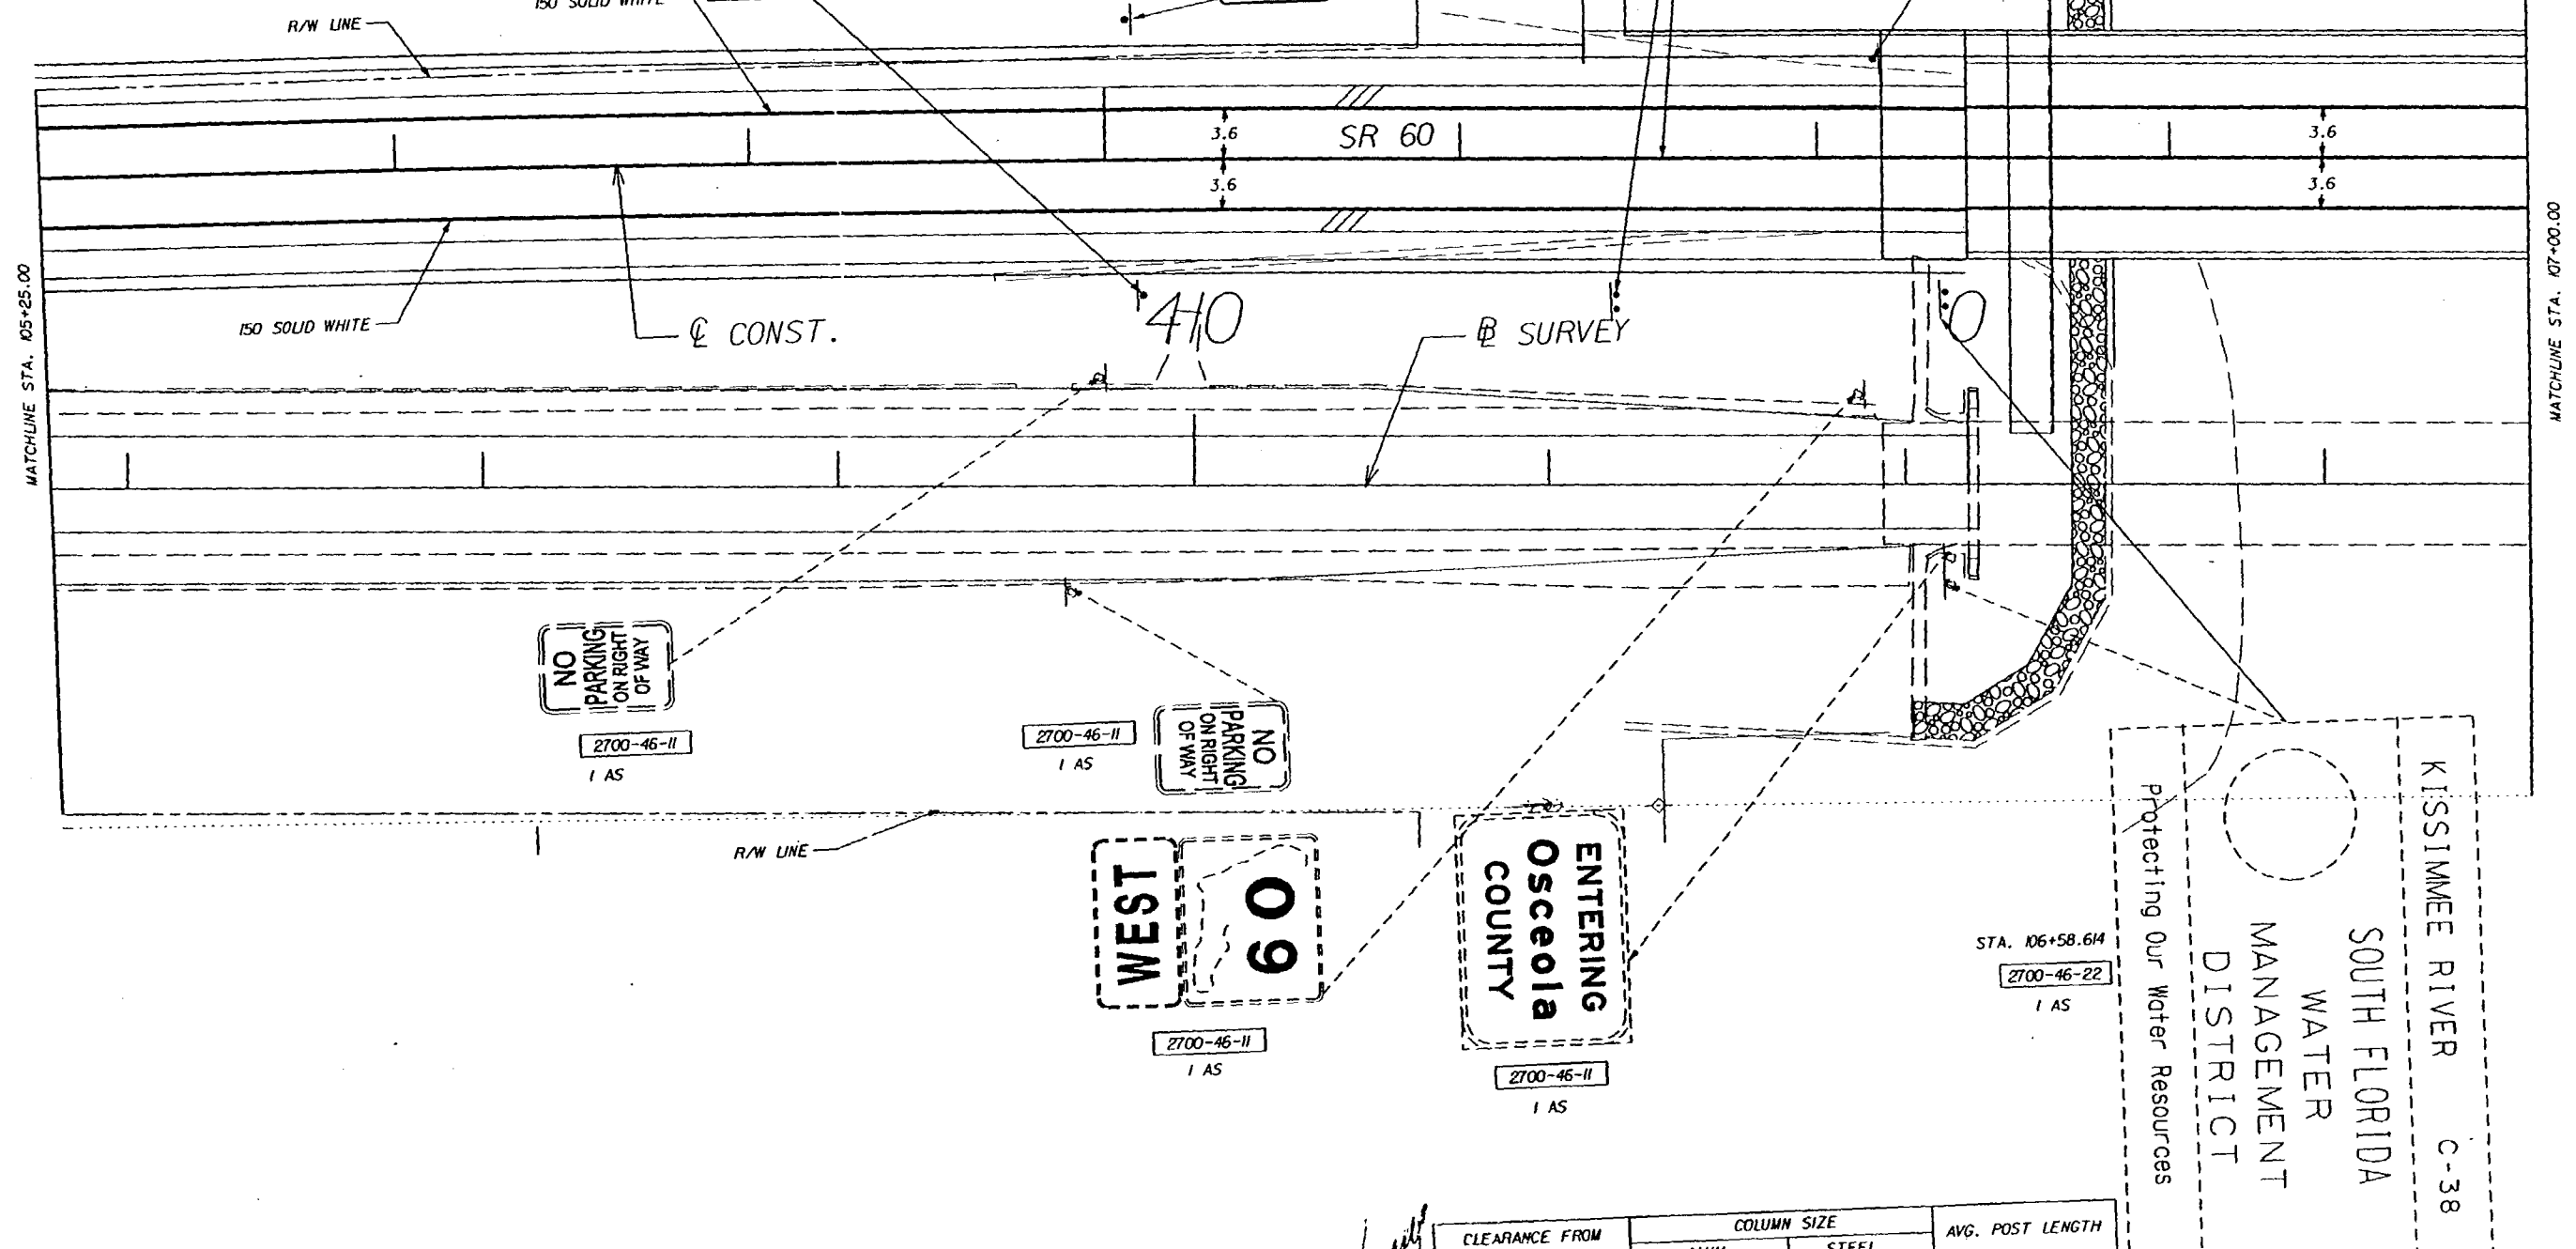 150 SOLID WHITE
R/W LINE
3.6
SR 60
3.6
3.6
3.6
MATCHLINE STA. 105+25.00
MATCHLINE STA. 107+00.00
150 SOLID WHITE
℄ CONST.
410
BL SURVEY
0
NO
PARKING
ON RIGHT
OF WAY
2700-46-11
1 AS
2700-46-11
1 AS
NO
PARKING
ON RIGHT
OF WAY
R/W LINE
WEST
60
2700-46-11
1 AS
ENTERING
Osceola
COUNTY
2700-46-11
1 AS
STA. 106+58.614
2700-46-22
1 AS
KISSIMMEE RIVER C-38
SOUTH FLORIDA
WATER
MANAGEMENT
DISTRICT
Protecting Our Water Resources
CLEARANCE FROM
COLUMN SIZE
STEEL
AVG. POST LENGTH